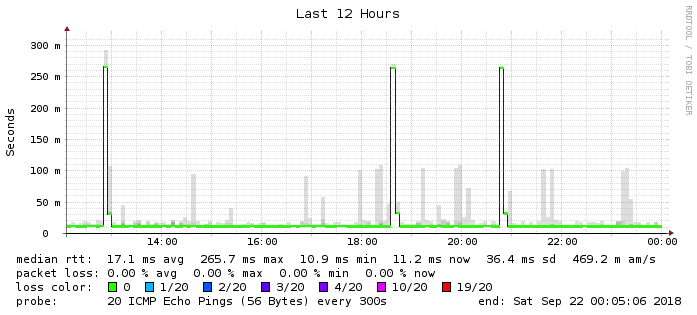 Last 12 Hours
RRDTOOL / TOBI OETIKER
Seconds
300 m
250 m
200 m
150 m
100 m
50 m
0
14:00 16:00 18:00 20:00 22:00 00:00
median rtt: 17.1 ms avg 265.7 ms max 10.9 ms min 11.2 ms now 36.4 ms sd 469.2 m am/s
packet loss: 0.00 % avg 0.00 % max 0.00 % min 0.00 % now
loss color: 0 1/20 2/20 3/20 4/20 10/20 19/20
probe: 20 ICMP Echo Pings (56 Bytes) every 300s end: Sat Sep 22 00:05:06 2018